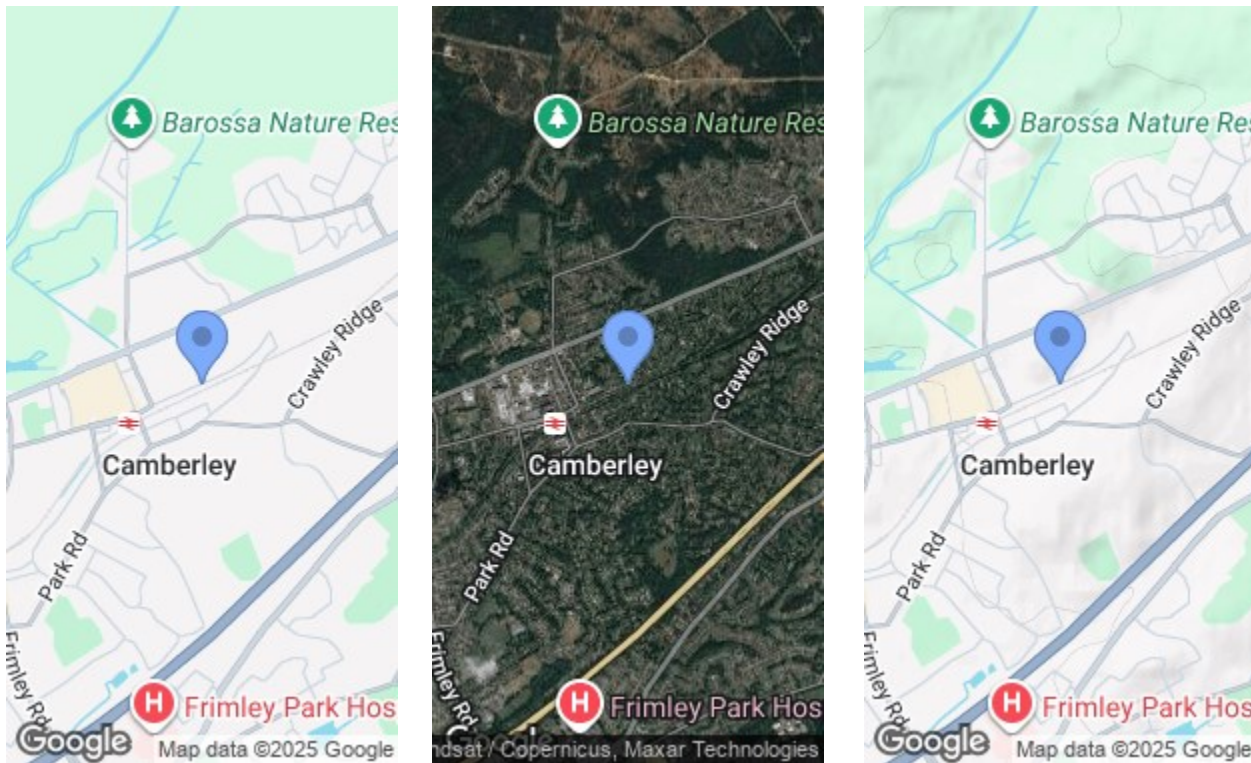 Barossa Nature Res
Crawley Ridge
Camberley
Park Rd
Frimley Rd
H
Frimley Park Hos
Google
Map data ©2025 Google
Barossa Nature Res
Crawley Ridge
Camberley
Park Rd
Frimley Rd
H
Frimley Park Hos
Google
ndsat / Copernicus, Maxar Technologies
Barossa Nature Re
Crawley Ridge
Camberley
Park Rd
Frimley Rd
H
Frimley Park Hos
Google
Map data ©2025 Google